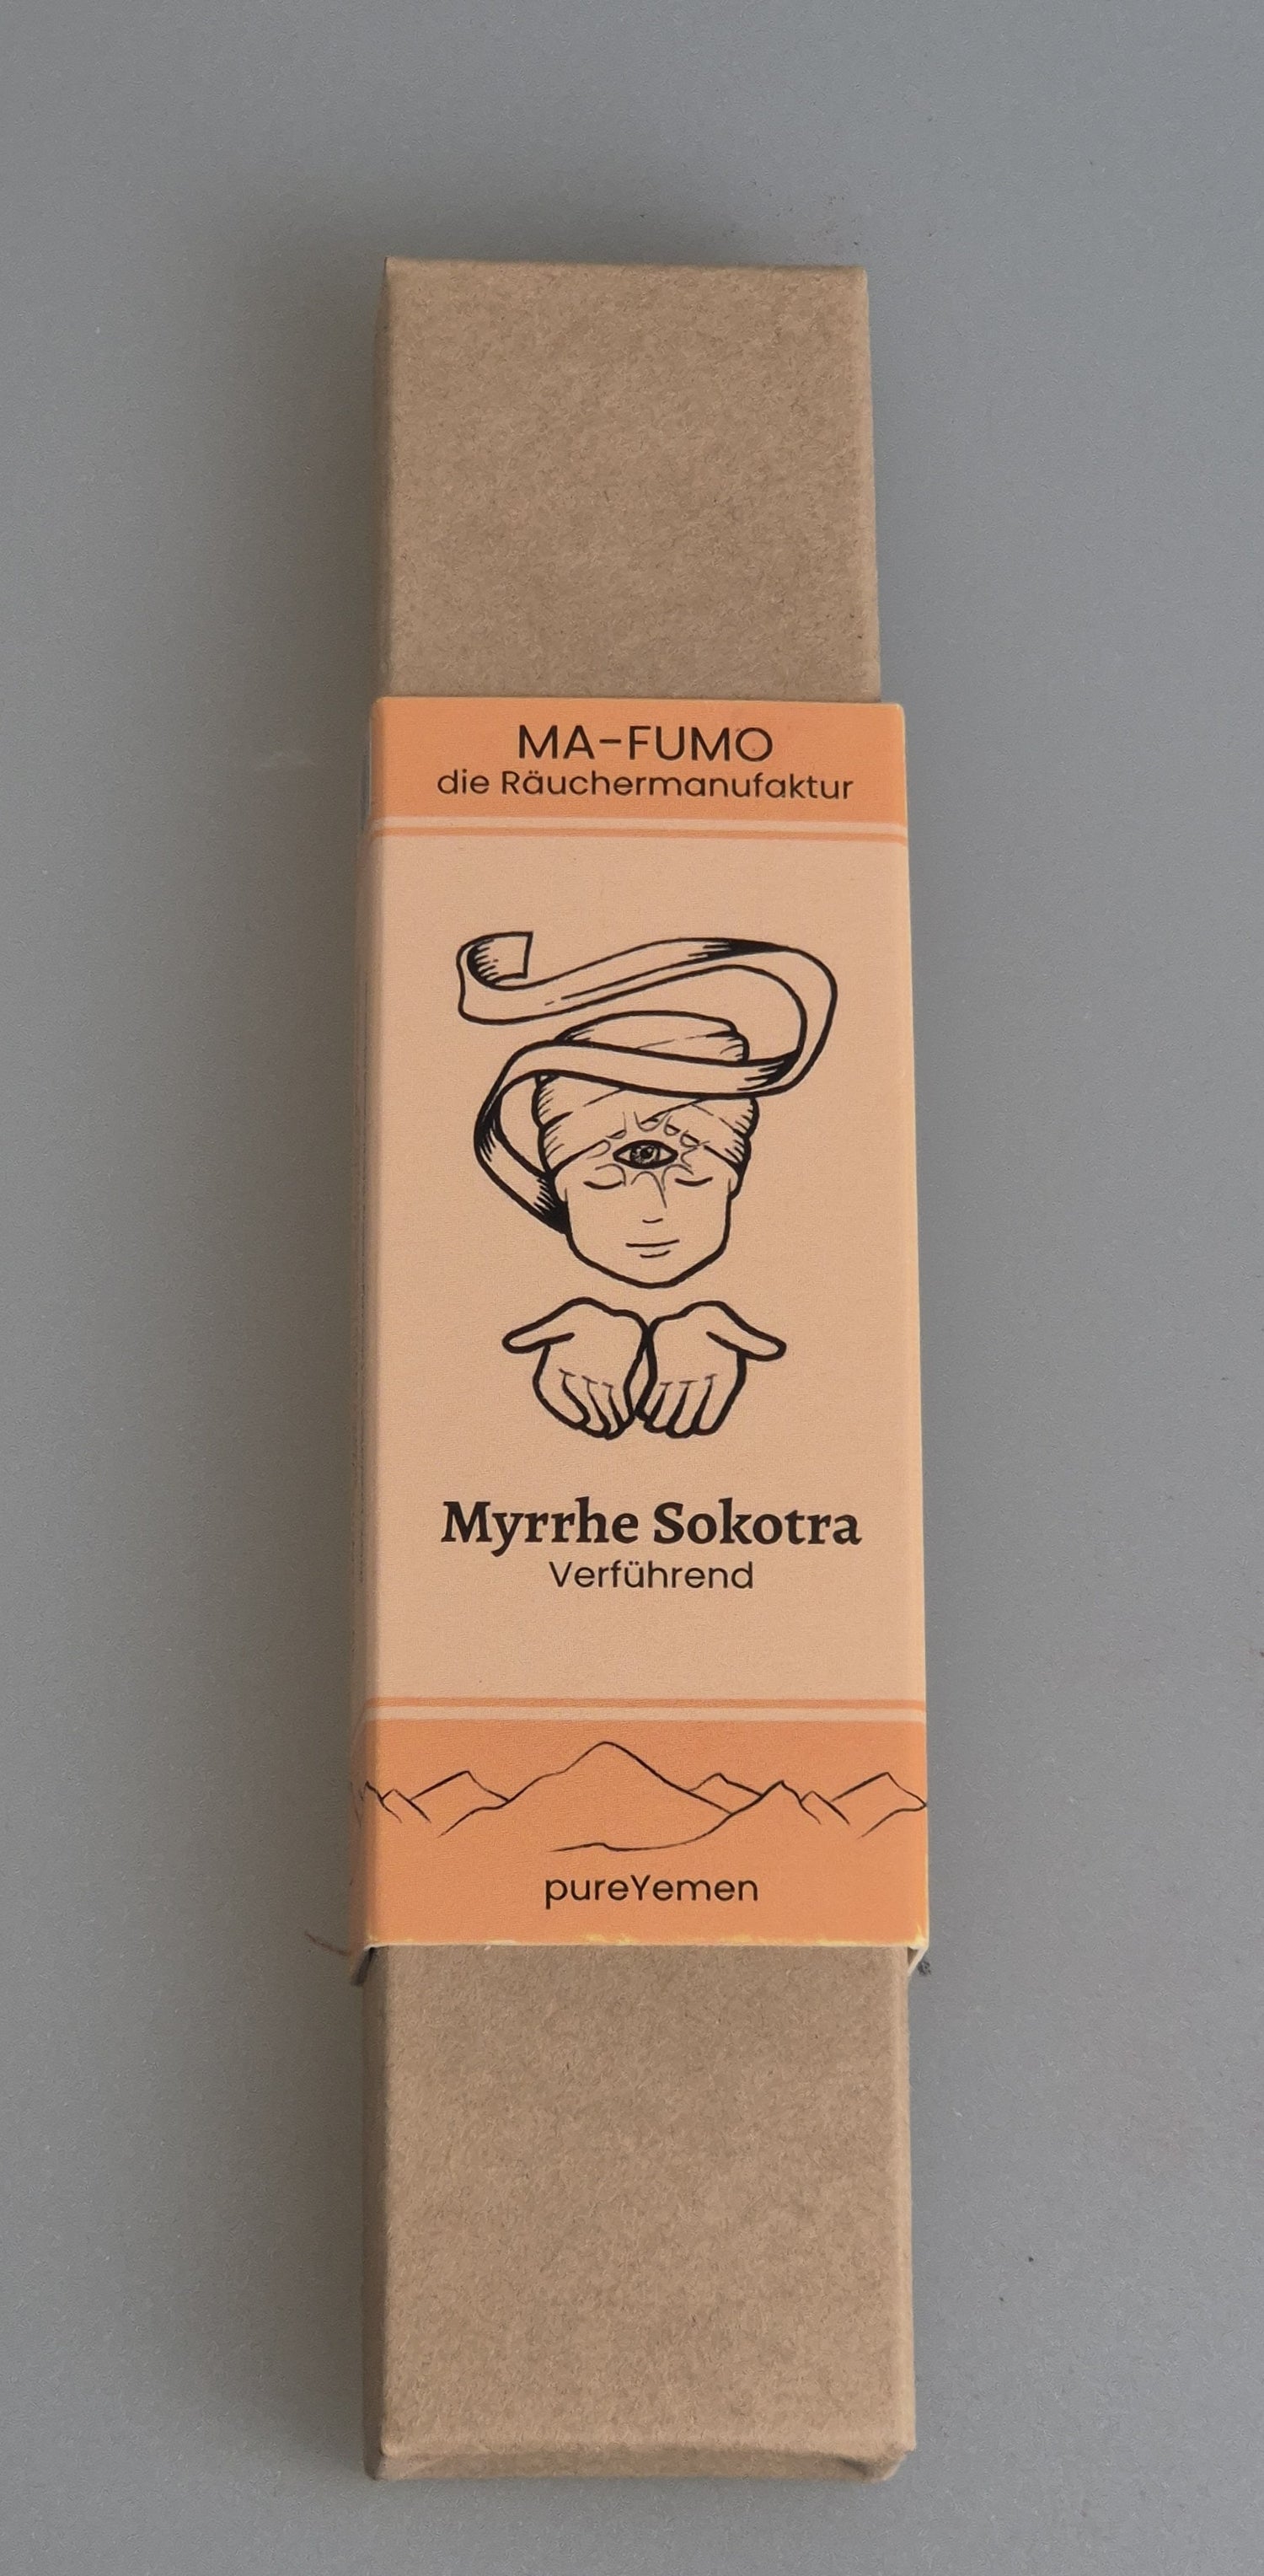 MA-FUMO
die Räuchermanufaktur
Myrrhe Sokotra
Verführend
pureYemen